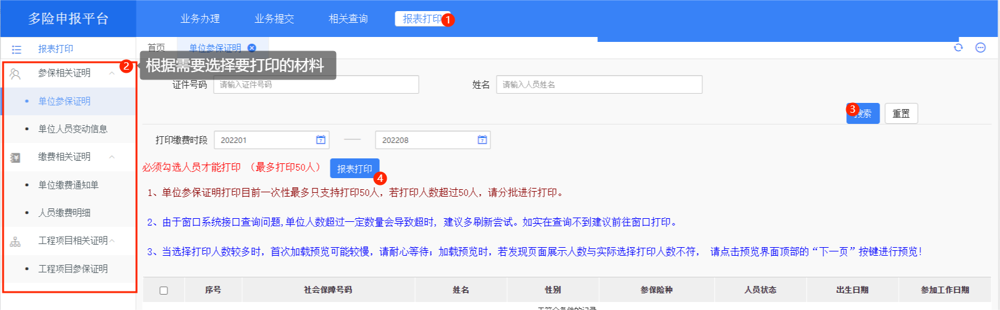 多险申报平台
业务办理
业务提交
相关查询
报表打印
1
报表打印
首页
单位参保证明
2
根据需要选择要打印的材料
参保相关证明
单位参保证明
单位人员变动信息
缴费相关证明
单位缴费通知单
人员缴费明细
工程项目相关证明
工程项目参保证明
证件号码
请输入证件号码
姓名
请输入人员姓名
3
搜索
重置
打印缴费时段
202201
202208
必须勾选人员才能打印 （最多打印50人）
报表打印
4
1、单位参保证明打印目前一次性最多只支持打印50人，若打印人数超过50人，请分批进行打印。
2、由于窗口系统接口查询问题,单位人数超过一定数量会导致超时, 建议多刷新尝试。如实在查询不到建议前往窗口打印。
3、当选择打印人数较多时，首次加载预览可能较慢，请耐心等待；加载预览时，若发现页面展示人数与实际选择打印人数不符， 请点击预览界面顶部的“下一页”按键进行预览！
序号
社会保障号码
姓名
性别
参保险种
人员状态
出生日期
参加工作日期